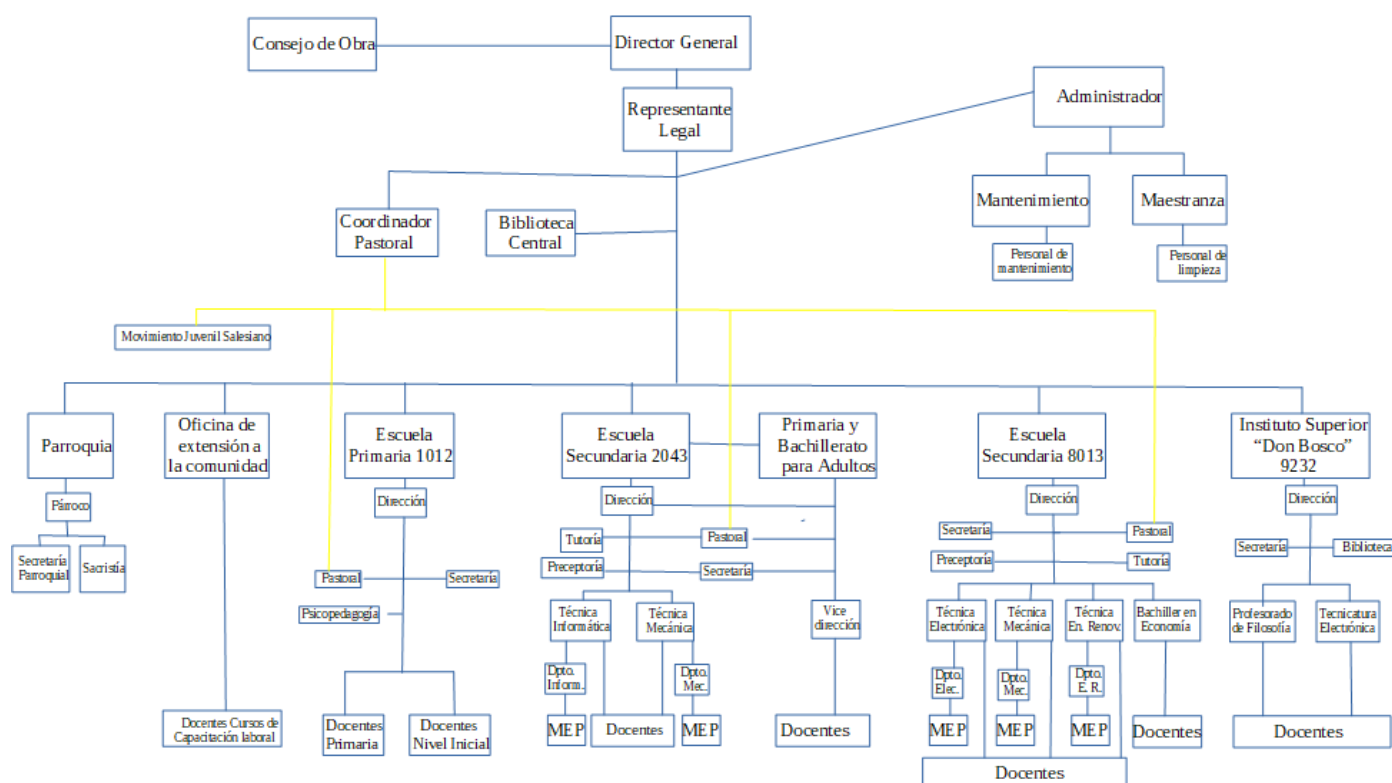 Consejo de Obra
Director General
Representante
Legal
Administrador
Coordinador
Pastoral
Biblioteca
Central
Mantenimiento
Maestranza
Personal de
mantenimiento
Personal de
limpieza
Movimiento Juvenil Salesiano
Parroquia
Oficina de
extensión a
la comunidad
Escuela
Primaria 1012
Escuela
Secundaria 2043
Primaria y
Bachillerato
para Adultos
Escuela
Secundaria 8013
Instituto Superior
“Don Bosco”
9232
Párroco
Secretaría
Parroquial
Sacristía
Docentes Cursos de
Capacitación laboral
Dirección
Pastoral
Secretaría
Psicopedagogía
Docentes
Primaria
Docentes
Nivel Inicial
Dirección
Tutoría
Pastoral
Preceptoría
Secretaría
Técnica
Informática
Técnica
Mecánica
Dpto.
Inform.
Dpto.
Mec.
MEP
Docentes
MEP
Vice
dirección
Docentes
Dirección
Secretaría
Pastoral
Preceptoría
Tutoría
Técnica
Electrónica
Técnica
Mecánica
Técnica
En. Renov.
Bachiller en
Economía
Dpto.
Elec.
Dpto.
Mec.
Dpto.
E. R.
MEP
MEP
MEP
Docentes
Docentes
Dirección
Secretaría
Biblioteca
Profesorado
de Filosofía
Tecnicatura
Electrónica
Docentes